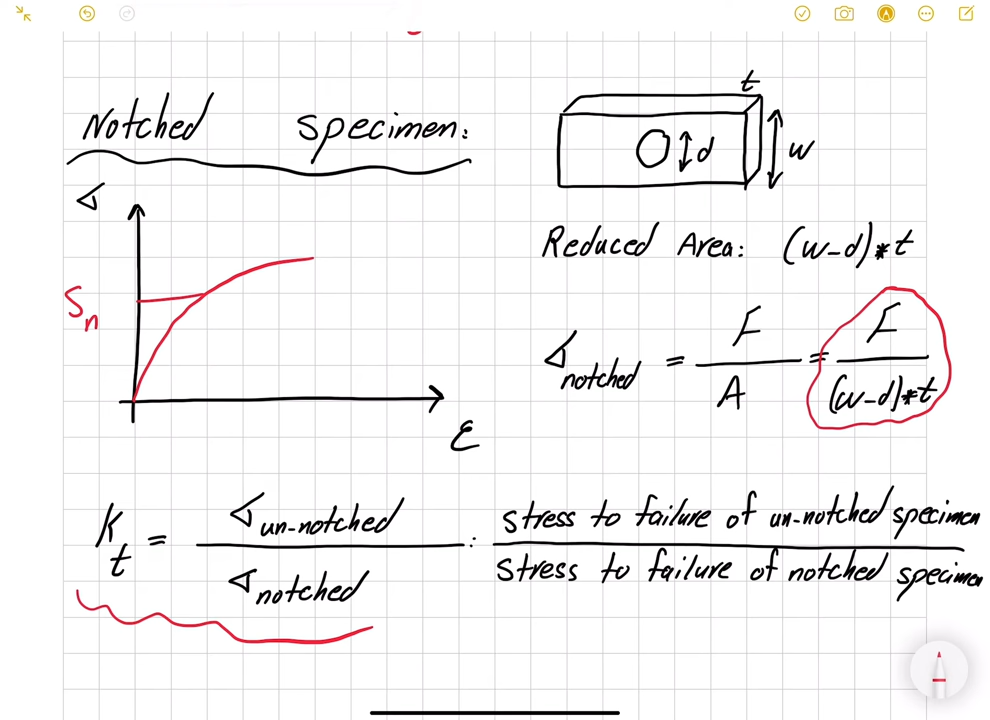 Notched specimen:
t
d
w
σ
Sn
ε
Reduced Area: (w-d)*t
σnotched = F/A = F/((w-d)*t)
Kt = σun-notched/σnotched : stress to failure of un-notched specimen
stress to failure of notched specimen